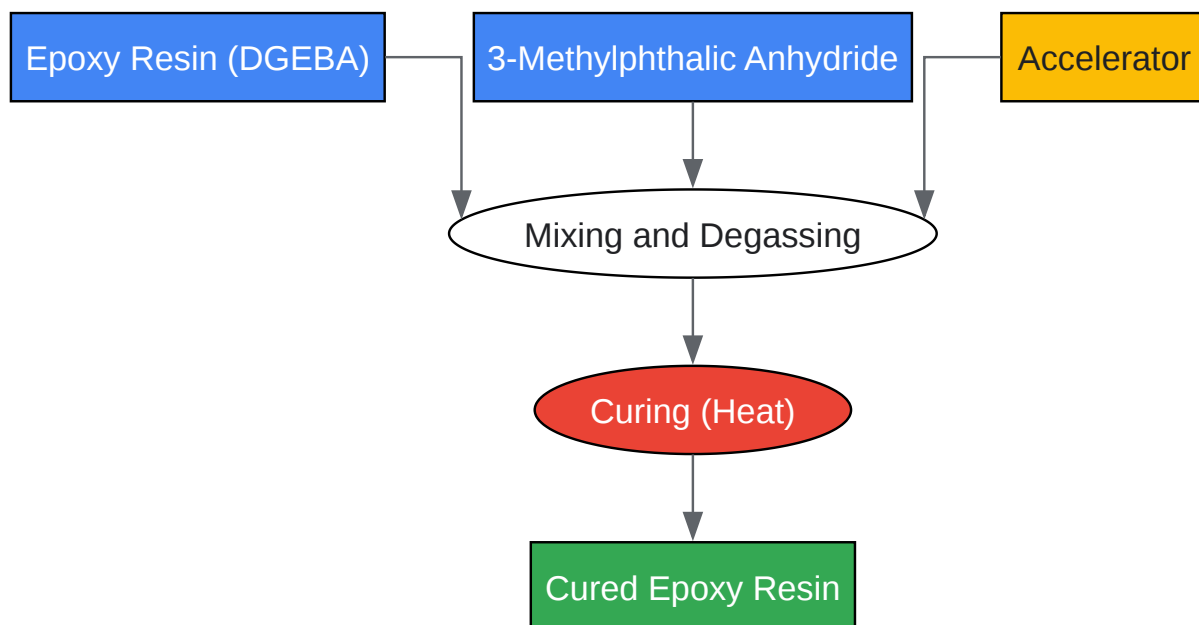 Epoxy Resin (DGEBA)
3-Methylphthalic Anhydride
Accelerator
Mixing and Degassing
Curing (Heat)
Cured Epoxy Resin